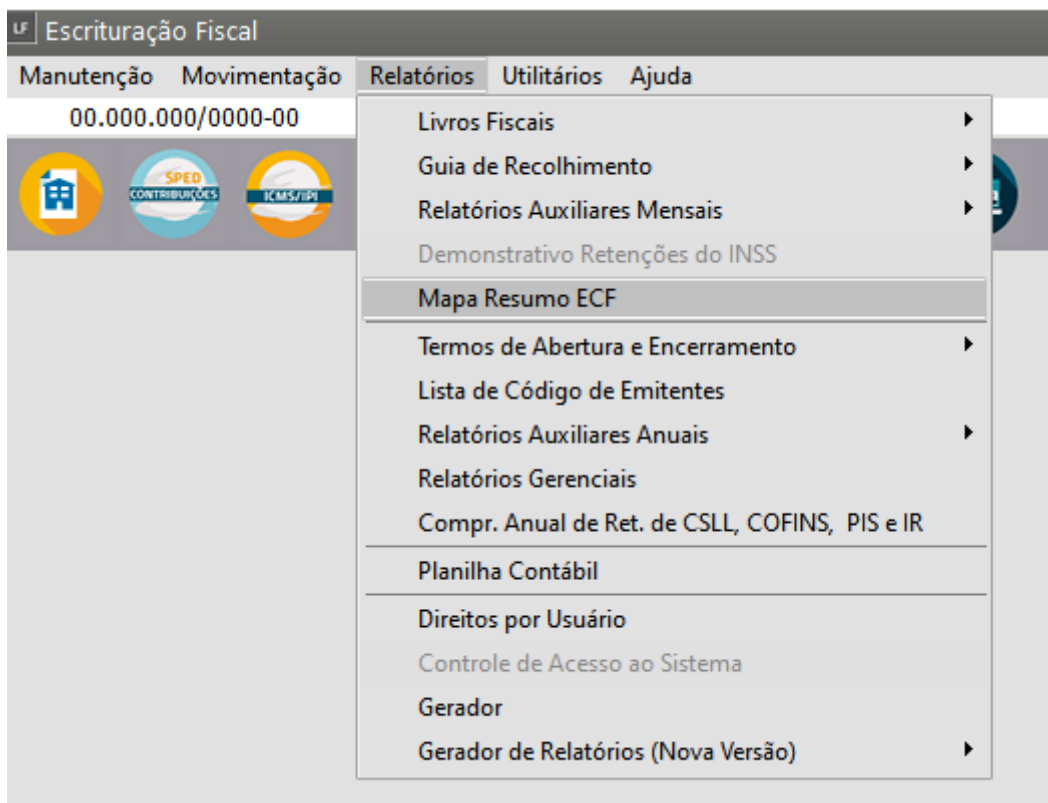 LF Escrituração Fiscal
Manutenção Movimentação Relatórios Utilitários Ajuda
00.000.000/0000-00
SPED
CONTRIBUIÇÕES
ICMS/IPI
Livros Fiscais
Guia de Recolhimento
Relatórios Auxiliares Mensais
Demonstrativo Retenções do INSS
Mapa Resumo ECF
Termos de Abertura e Encerramento
Lista de Código de Emitentes
Relatórios Auxiliares Anuais
Relatórios Gerenciais
Compr. Anual de Ret. de CSLL, COFINS, PIS e IR
Planilha Contábil
Direitos por Usuário
Controle de Acesso ao Sistema
Gerador
Gerador de Relatórios (Nova Versão)